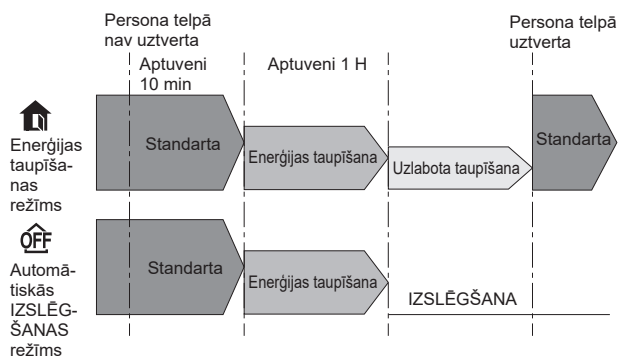 Persona telpā
nav uztverta
Persona telpā
uztverta
Aptuveni
10 min
Aptuveni 1 H
Enerģijas
taupīša-
nas
režīms
Standarta
Enerģijas taupīšana
Uzlabota taupīšana
Standarta
OFF
Automā-
tiskās
IZSLĒG-
ŠANAS
režīms
Standarta
Enerģijas taupīšana
IZSLĒGŠANA